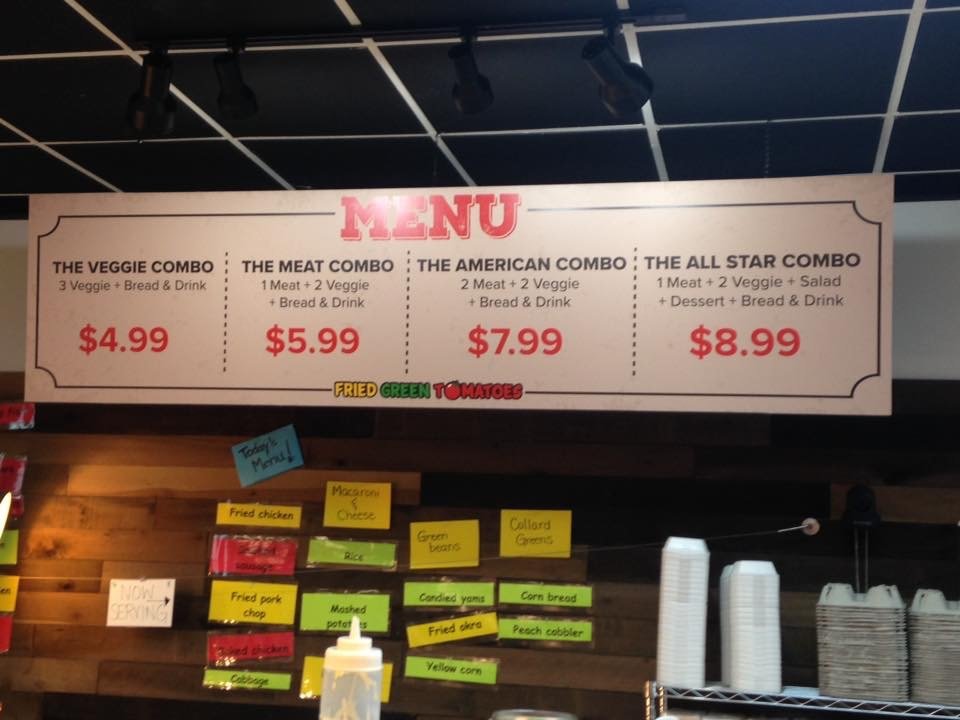 MENU
THE VEGGIE COMBO
3 Veggie + Bread & Drink
$4.99
THE MEAT COMBO
1 Meat + 2 Veggie
+ Bread & Drink
$5.99
THE AMERICAN COMBO
2 Meat + 2 Veggie
+ Bread & Drink
$7.99
THE ALL STAR COMBO
1 Meat + 2 Veggie + Salad
+ Dessert + Bread & Drink
$8.99
FRIED GREEN TOMATOES
Today's
Menu!
NOW
SERVING
Fried chicken
sausage
Fried pork
chop
chicken
Cabbage
Macaroni
&
Cheese
Rice
Mashed
potatoes
Green
beans
Candied yams
Fried okra
Yellow corn
Collard
Greens
Corn bread
Peach cobbler